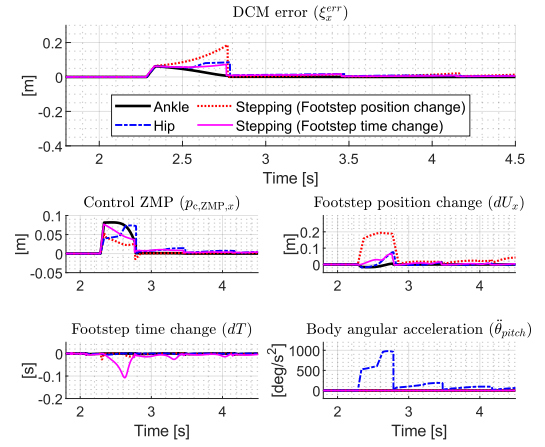 DCM error (ξ_x^{err})
[m]
0.2
0
-0.2
-0.4
Ankle
Hip
Stepping (Footstep position change)
Stepping (Footstep time change)
2 2.5 3 3.5 4 4.5
Time [s]
Control ZMP (p_{c,ZMP,x})
[m]
0.1
0.05
0
-0.05
2 3 4
Footstep position change (dU_x)
[m]
0.2
0.1
0
2 3 4
Footstep time change (dT)
[s]
0
-0.1
-0.2
2 3 4
Time [s]
Body angular acceleration (θ̈_{pitch})
[deg/s²]
1000
500
0
2 3 4
Time [s]